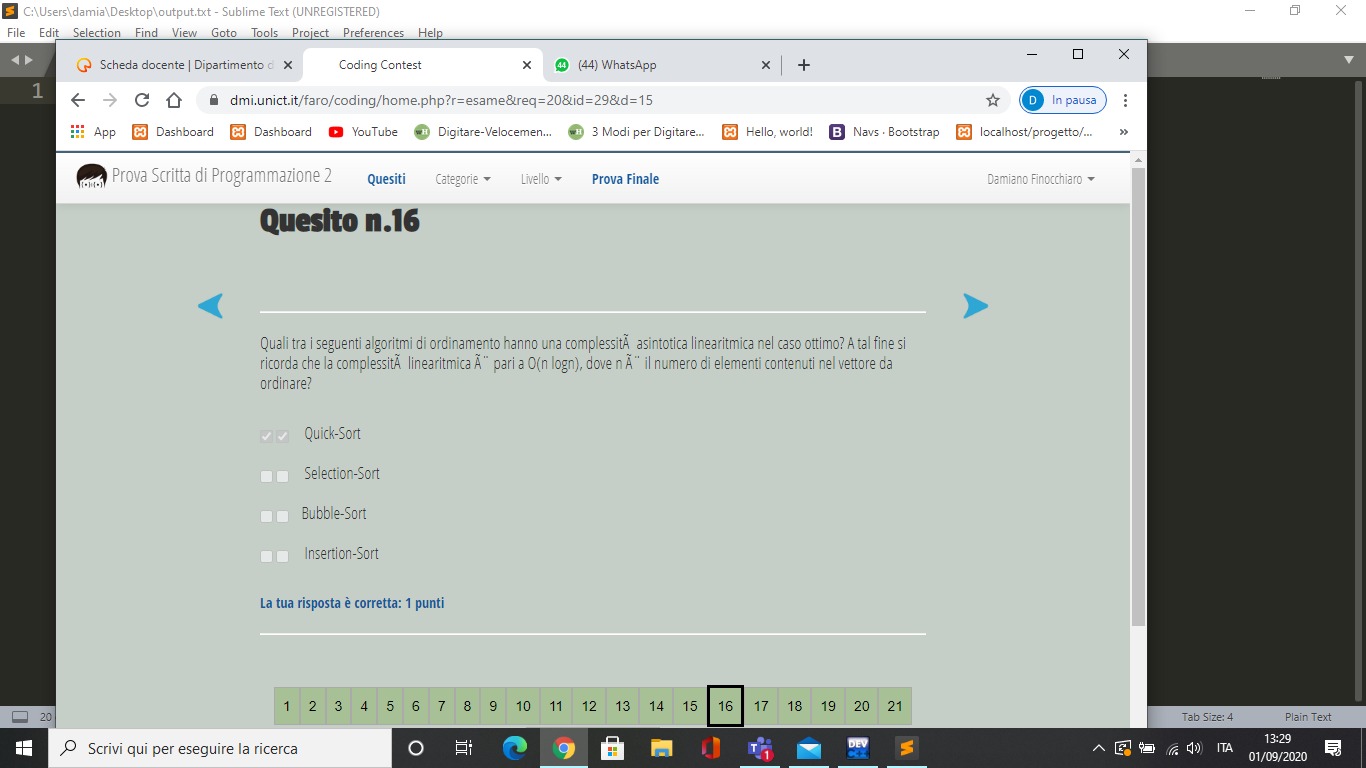 C:\Users\damia\Desktop\output.txt - Sublime Text (UNREGISTERED)
File Edit Selection Find View Goto Tools Project Preferences Help
1
Scheda docente | Dipartimento d
Coding Contest
(44) WhatsApp
dmi.unict.it/faro/coding/home.php?r=esame&req=20&id=29&d=15
D In pausa
App Dashboard Dashboard YouTube Digitare-Velocemen... 3 Modi per Digitare... Hello, world! Navs · Bootstrap localhost/progetto/... »
Prova Scritta di Programmazione 2 Quesiti Categorie Livello Prova Finale Damiano Finocchiaro
Quesito n.16
Quali tra i seguenti algoritmi di ordinamento hanno una complessitÃ asintotica linearitmica nel caso ottimo? A tal fine si
ricorda che la complessitÃ linearitmica Ã¨ pari a O(n logn), dove n Ã¨ il numero di elementi contenuti nel vettore da
ordinare?
Quick-Sort
Selection-Sort
Bubble-Sort
Insertion-Sort
La tua risposta è corretta: 1 punti
1 2 3 4 5 6 7 8 9 10 11 12 13 14 15 16 17 18 19 20 21
20
Tab Size: 4 Plain Text
Scrivi qui per eseguire la ricerca
1
DEV
ITA
13:29
01/09/2020